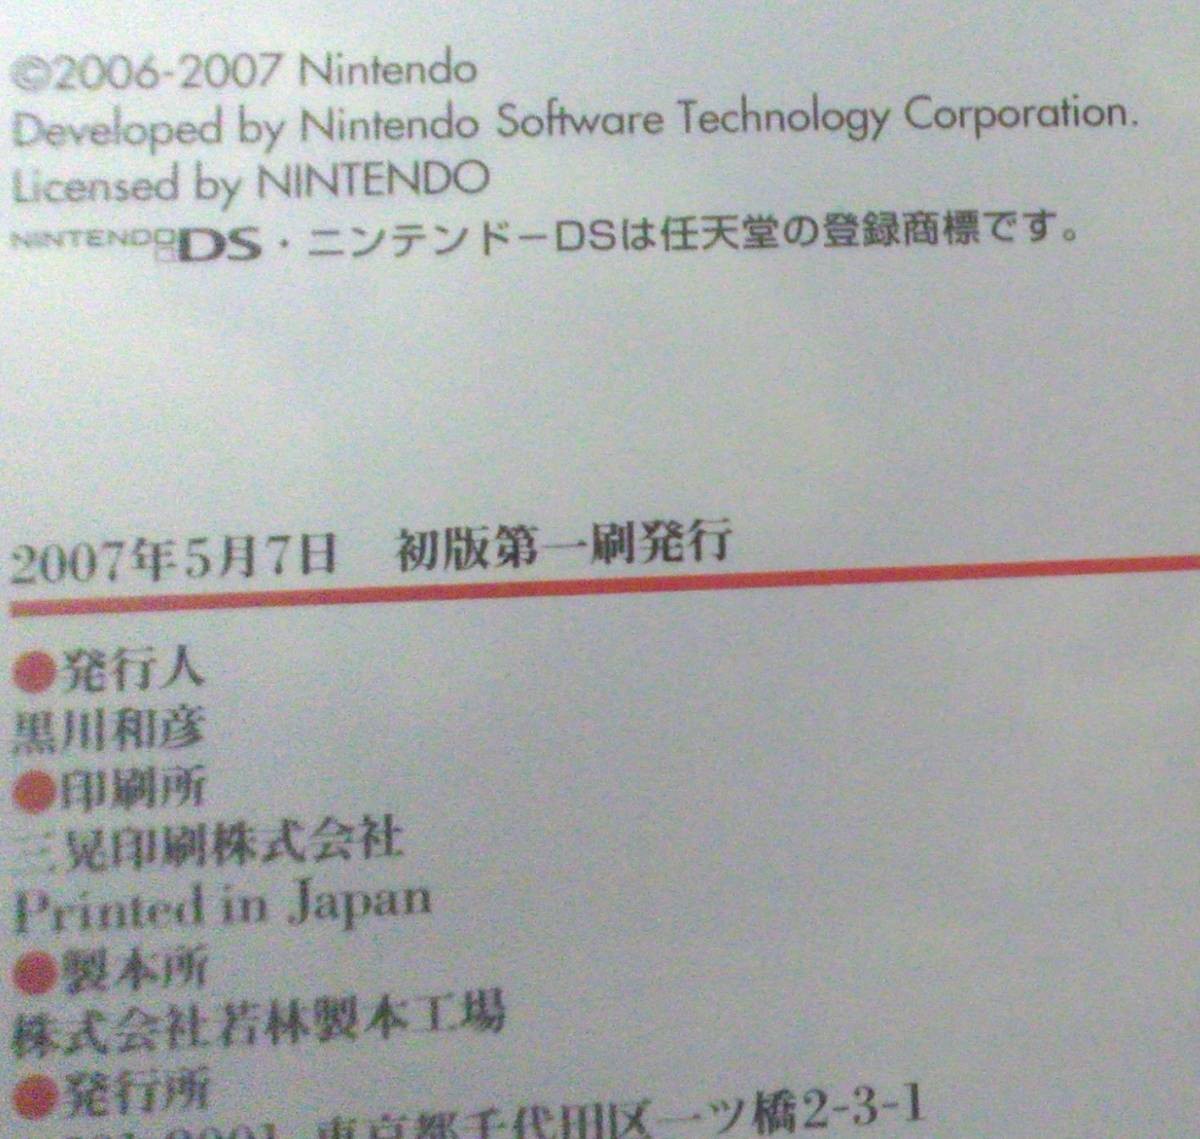 ©2006-2007 Nintendo
Developed by Nintendo Software Technology Corporation.
Licensed by NINTENDO
NINTENDO DS・ニンテンドーDSは任天堂の登録商標です。
2007年5月7日　初版第一刷発行
●発行人
黒川和彦
●印刷所
三晃印刷株式会社
Printed in Japan
●製本所
株式会社若林製本工場
●発行所
東京都千代田区一ツ橋2-3-1